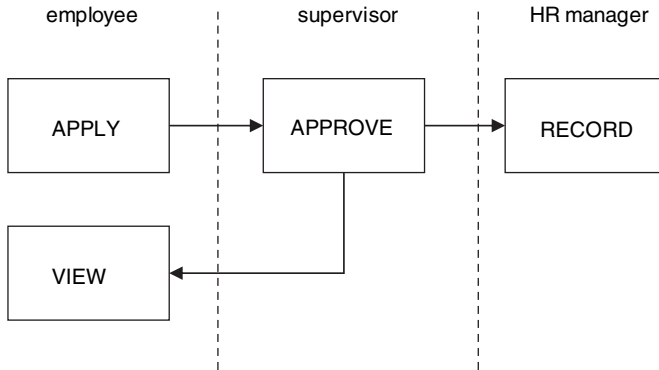 employee
supervisor
HR manager
APPLY
APPROVE
RECORD
VIEW